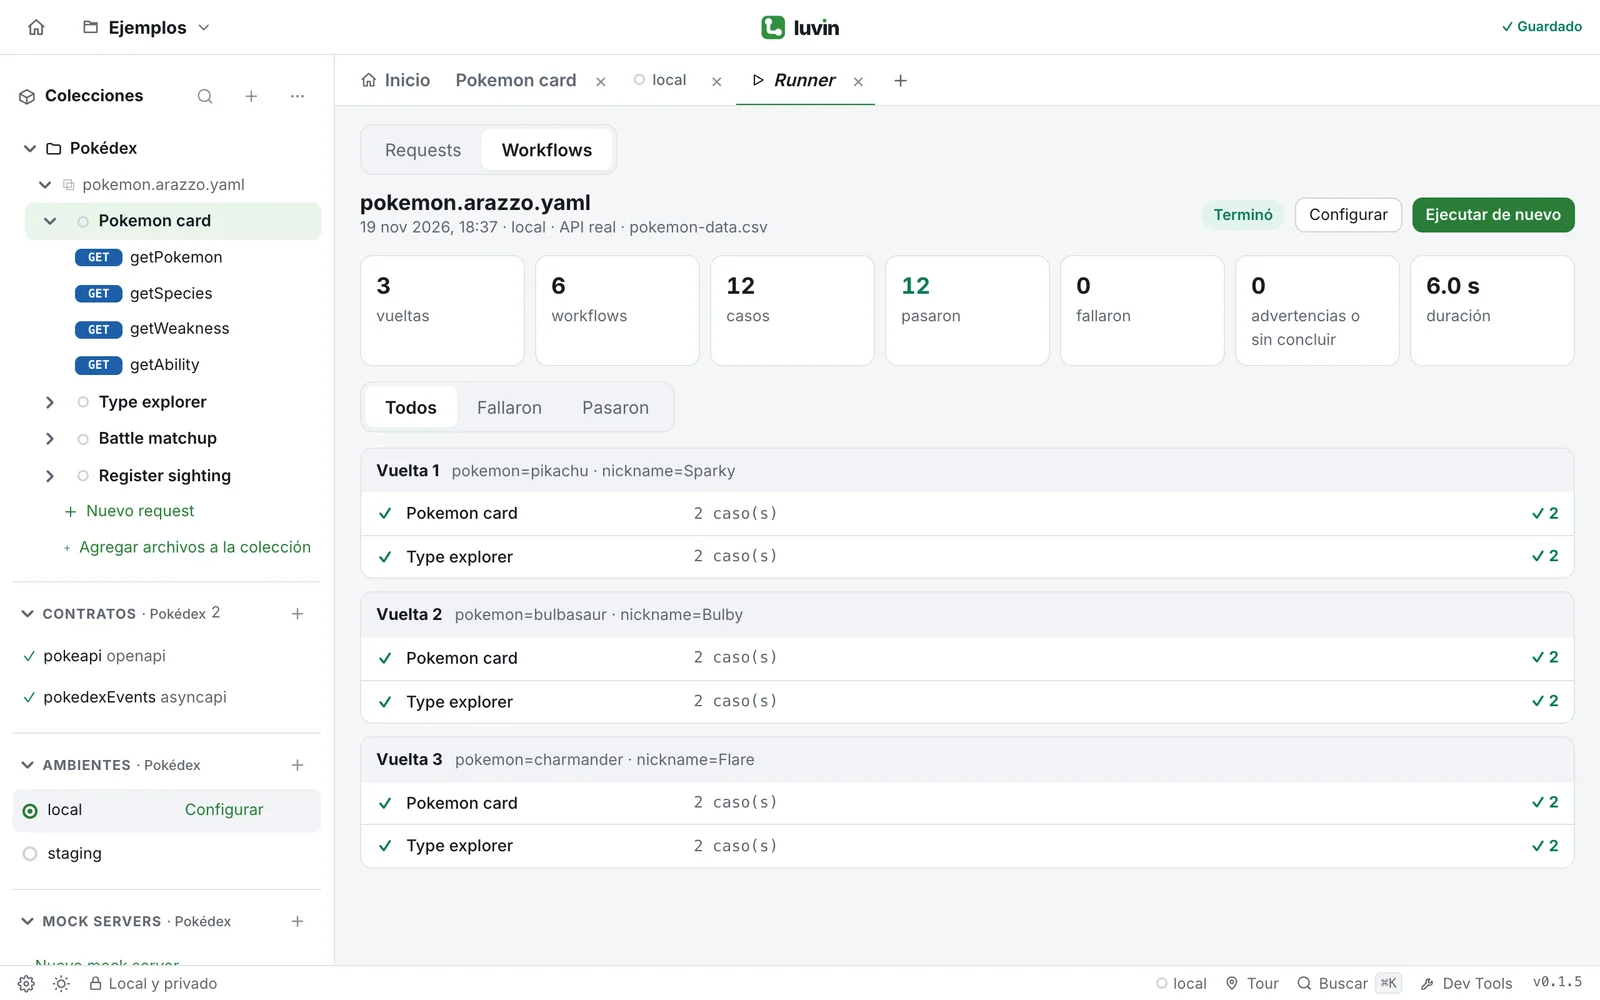 Ejemplos
luvin
Guardado
Colecciones
Inicio
Pokemon card
local
Runner
Pokédex
pokemon.arazzo.yaml
Pokemon card
GET getPokemon
GET getSpecies
GET getWeakness
GET getAbility
Type explorer
Battle matchup
Register sighting
+ Nuevo request
+ Agregar archivos a la colección
CONTRATOS · Pokédex 2
pokeapi openapi
pokedexEvents asyncapi
AMBIENTES · Pokédex
local Configurar
staging
MOCK SERVERS · Pokédex
Nuevo mock server
Requests Workflows
pokemon.arazzo.yaml
19 nov 2026, 18:37 · local · API real · pokemon-data.csv
Terminó
Configurar
Ejecutar de nuevo
3
vueltas
6
workflows
12
casos
12
pasaron
0
fallaron
0
advertencias o
sin concluir
6.0 s
duración
Todos Fallaron Pasaron
Vuelta 1 pokemon=pikachu · nickname=Sparky
Pokemon card 2 caso(s) ✓ 2
Type explorer 2 caso(s) ✓ 2
Vuelta 2 pokemon=bulbasaur · nickname=Bulby
Pokemon card 2 caso(s) ✓ 2
Type explorer 2 caso(s) ✓ 2
Vuelta 3 pokemon=charmander · nickname=Flare
Pokemon card 2 caso(s) ✓ 2
Type explorer 2 caso(s) ✓ 2
Local y privado
local
Tour
Buscar ⌘K
Dev Tools
v0.1.5